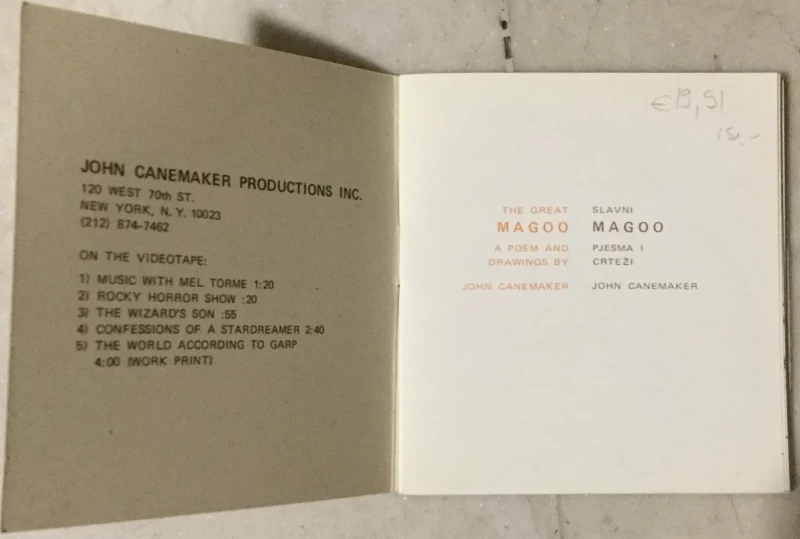 JOHN CANEMAKER PRODUCTIONS INC.
120 WEST 70th ST.
NEW YORK, N.Y. 10023
(212) 874-7462
ON THE VIDEOTAPE:
1) MUSIC WITH MEL TORME 1:20
2) ROCKY HORROR SHOW :20
3) THE WIZARD'S SON :55
4) CONFESSIONS OF A STARDREAMER 2:40
5) THE WORLD ACCORDING TO GARP
4:00 (WORK PRINT)
€19,51
15.-
THE GREAT
MAGOO
A POEM AND
DRAWINGS BY
JOHN CANEMAKER
SLAVNI
MAGOO
PJESMA I
CRTEŽI
JOHN CANEMAKER